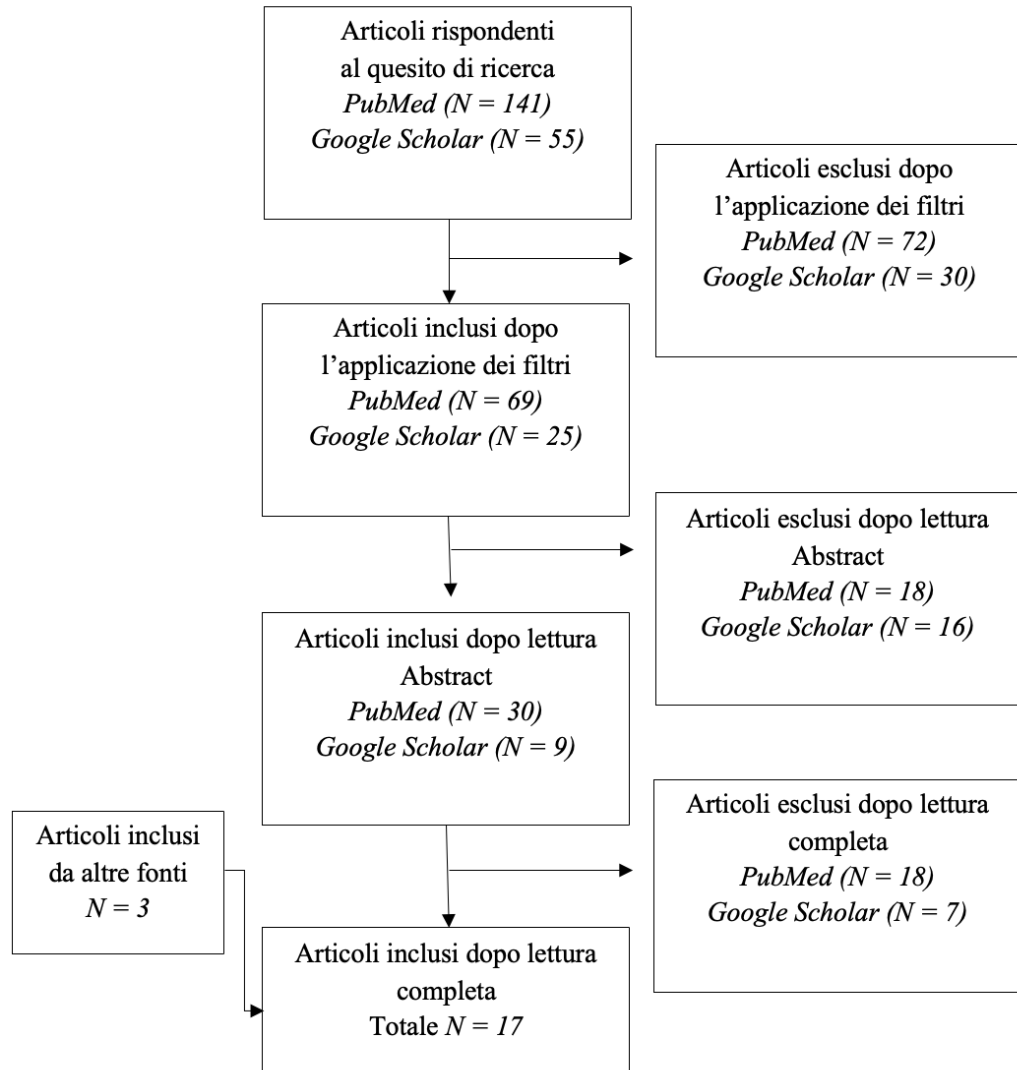 Articoli rispondenti
al quesito di ricerca
PubMed (N = 141)
Google Scholar (N = 55)
Articoli esclusi dopo
l’applicazione dei filtri
PubMed (N = 72)
Google Scholar (N = 30)
Articoli inclusi dopo
l’applicazione dei filtri
PubMed (N = 69)
Google Scholar (N = 25)
Articoli esclusi dopo lettura
Abstract
PubMed (N = 18)
Google Scholar (N = 16)
Articoli inclusi dopo lettura
Abstract
PubMed (N = 30)
Google Scholar (N = 9)
Articoli esclusi dopo lettura
completa
PubMed (N = 18)
Google Scholar (N = 7)
Articoli inclusi
da altre fonti
N = 3
Articoli inclusi dopo lettura
completa
Totale N = 17